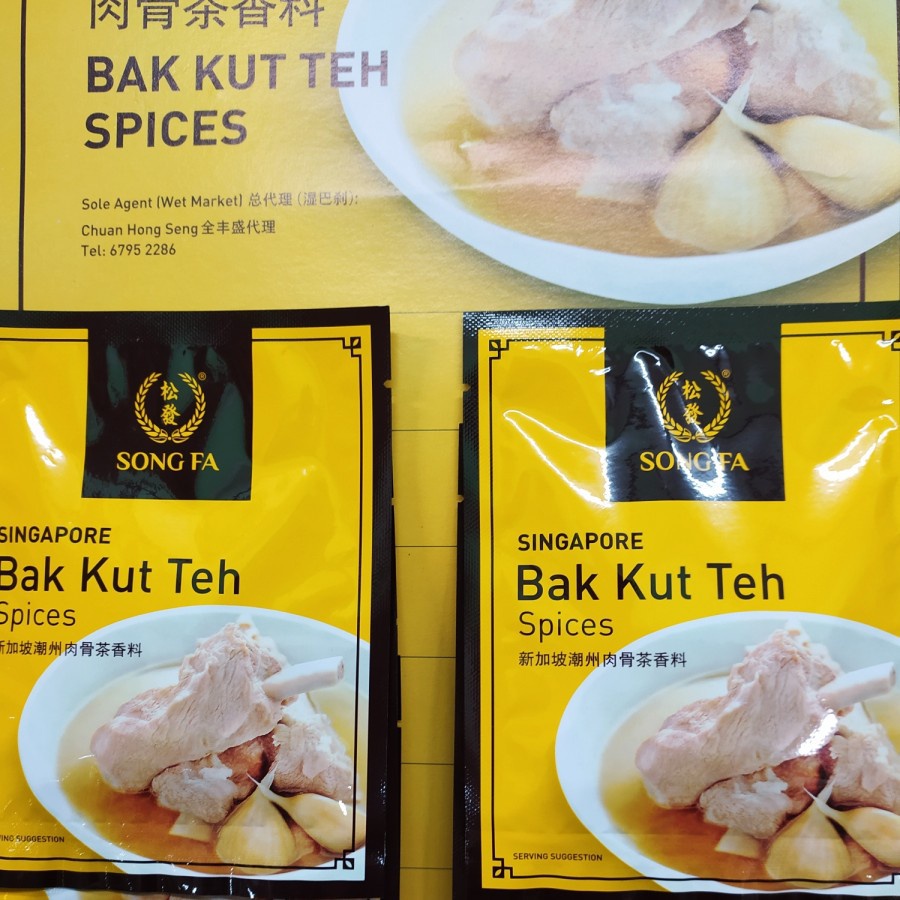 肉骨茶香料
BAK KUT TEH
SPICES
Sole Agent (Wet Market) 总代理 (湿巴刹):
Chuan Hong Seng 全丰盛代理
Tel: 6795 2286
松發®
SONG FA
SINGAPORE
Bak Kut Teh
Spices
新加坡潮州肉骨茶香料
SERVING SUGGESTION
松發®
SONG FA
SINGAPORE
Bak Kut Teh
Spices
新加坡潮州肉骨茶香料
SERVING SUGGESTION